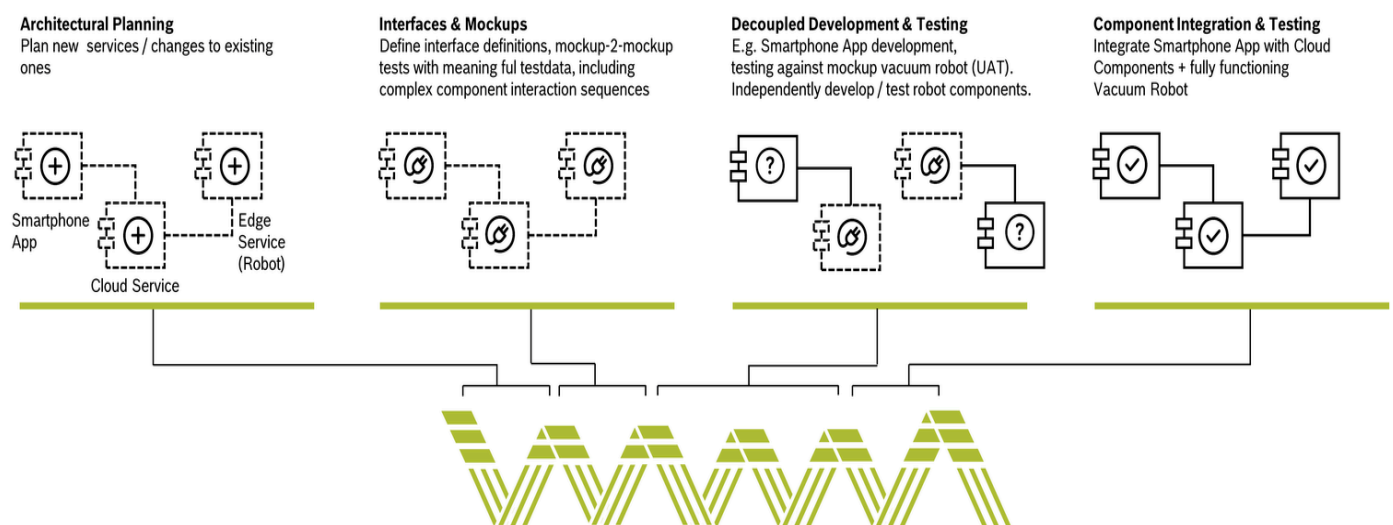 Architectural Planning
Plan new services / changes to existing
ones
Interfaces & Mockups
Define interface definitions, mockup-2-mockup
tests with meaning ful testdata, including
complex component interaction sequences
Decoupled Development & Testing
E.g. Smartphone App development,
testing against mockup vacuum robot (UAT).
Independently develop / test robot components.
Component Integration & Testing
Integrate Smartphone App with Cloud
Components + fully functioning
Vacuum Robot
Smartphone
App
Cloud Service
Edge
Service
(Robot)
?
?